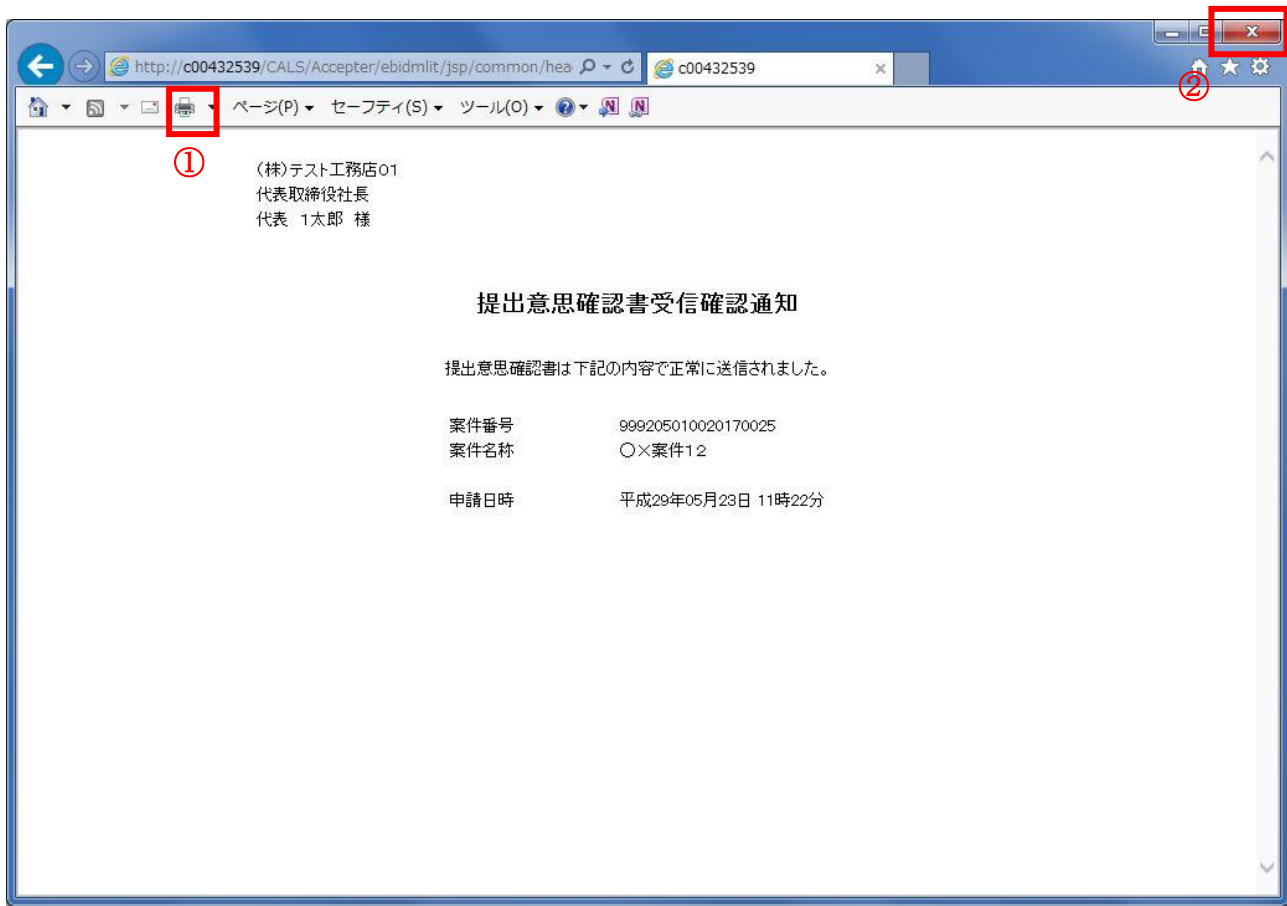 http://c00432539/CALS/Accepter/ebidmlit/jsp/common/hea
c00432539
②
ページ(P) セーフティ(S) ツール(O)
①
(株)テスト工務店01
代表取締役社長
代表 1太郎 様
提出意思確認書受信確認通知
提出意思確認書は下記の内容で正常に送信されました。
案件番号 999205010020170025
案件名称 ○×案件12
申請日時 平成29年05月23日 11時22分